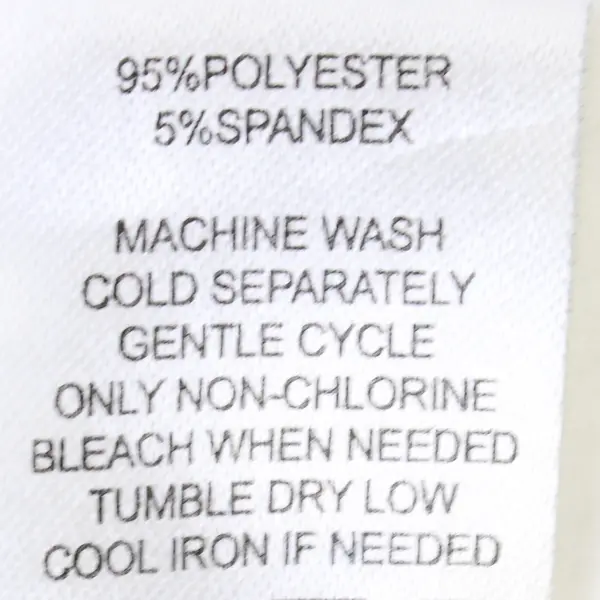 95%POLYESTER
5%SPANDEX
MACHINE WASH
COLD SEPARATELY
GENTLE CYCLE
ONLY NON-CHLORINE
BLEACH WHEN NEEDED
TUMBLE DRY LOW
COOL IRON IF NEEDED